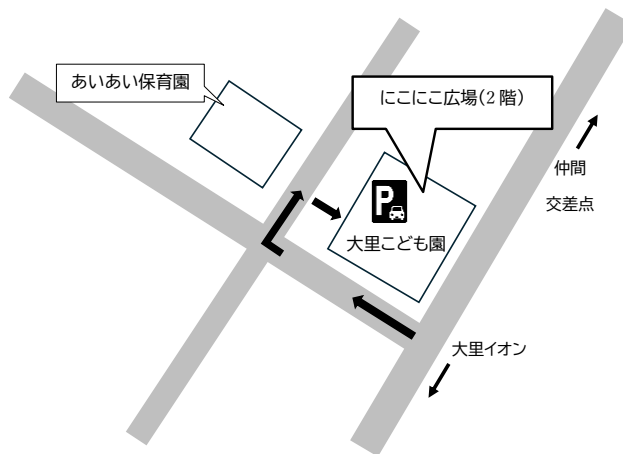 あいあい保育園
にこにこ広場(2階)
仲間
交差点
P
大里こども園
大里イオン